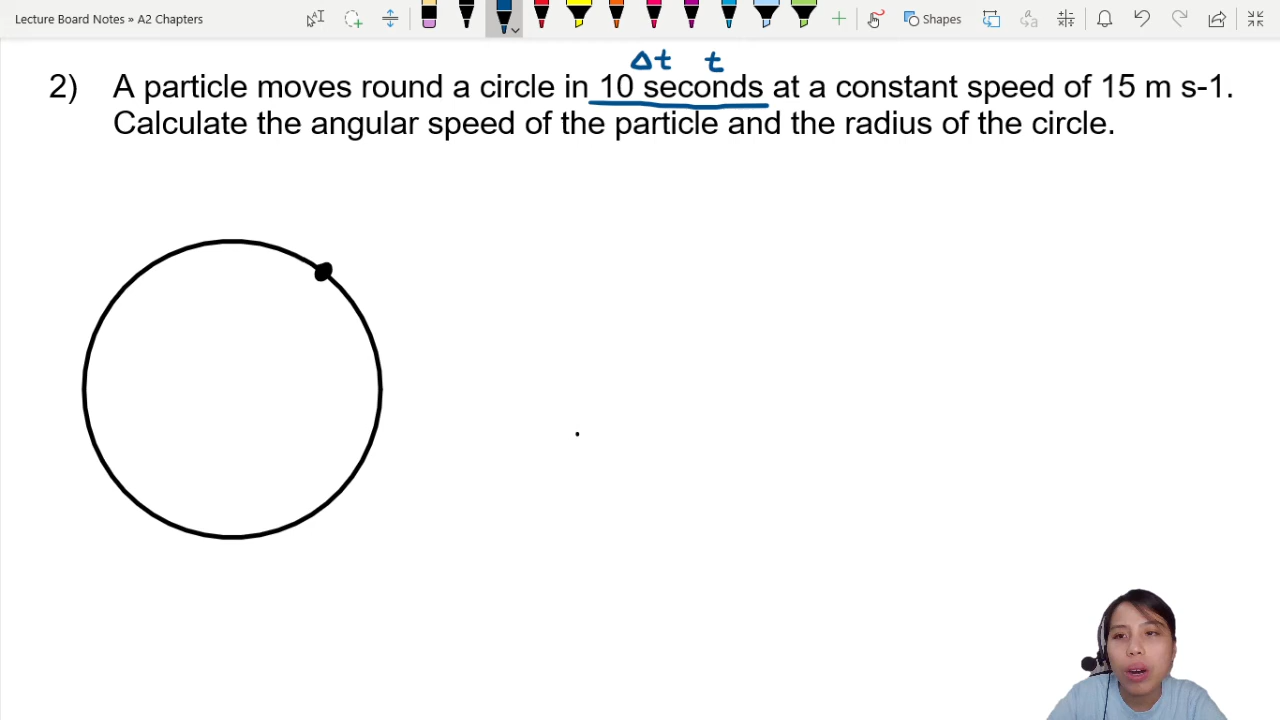 Lecture Board Notes » A2 Chapters
Shapes
Δt t
2) A particle moves round a circle in 10 seconds at a constant speed of 15 m s-1.
Calculate the angular speed of the particle and the radius of the circle.